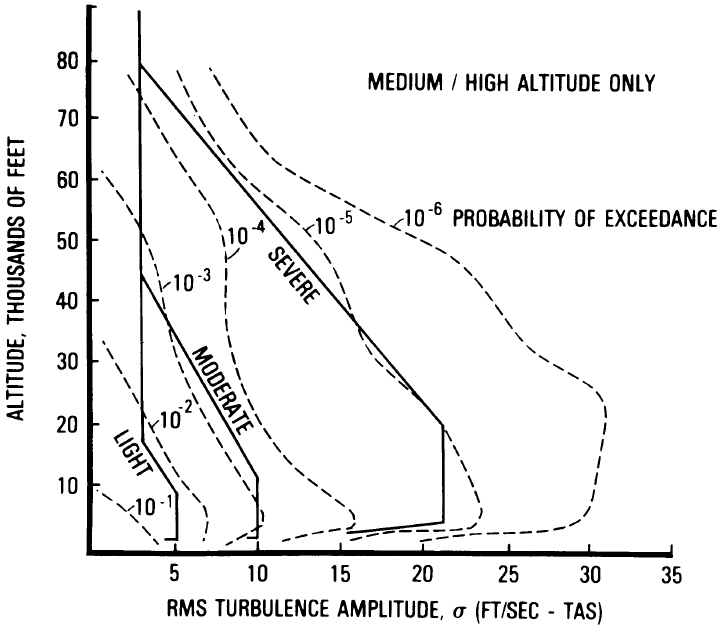 MEDIUM / HIGH ALTITUDE ONLY
80
70
60
50
40
30
20
10
ALTITUDE, THOUSANDS OF FEET
10-6 PROBABILITY OF EXCEEDANCE
10-5
10-4
SEVERE
10-3
MODERATE
10-2
LIGHT
10-1
5 10 15 20 25 30 35
RMS TURBULENCE AMPLITUDE, σ (FT/SEC - TAS)